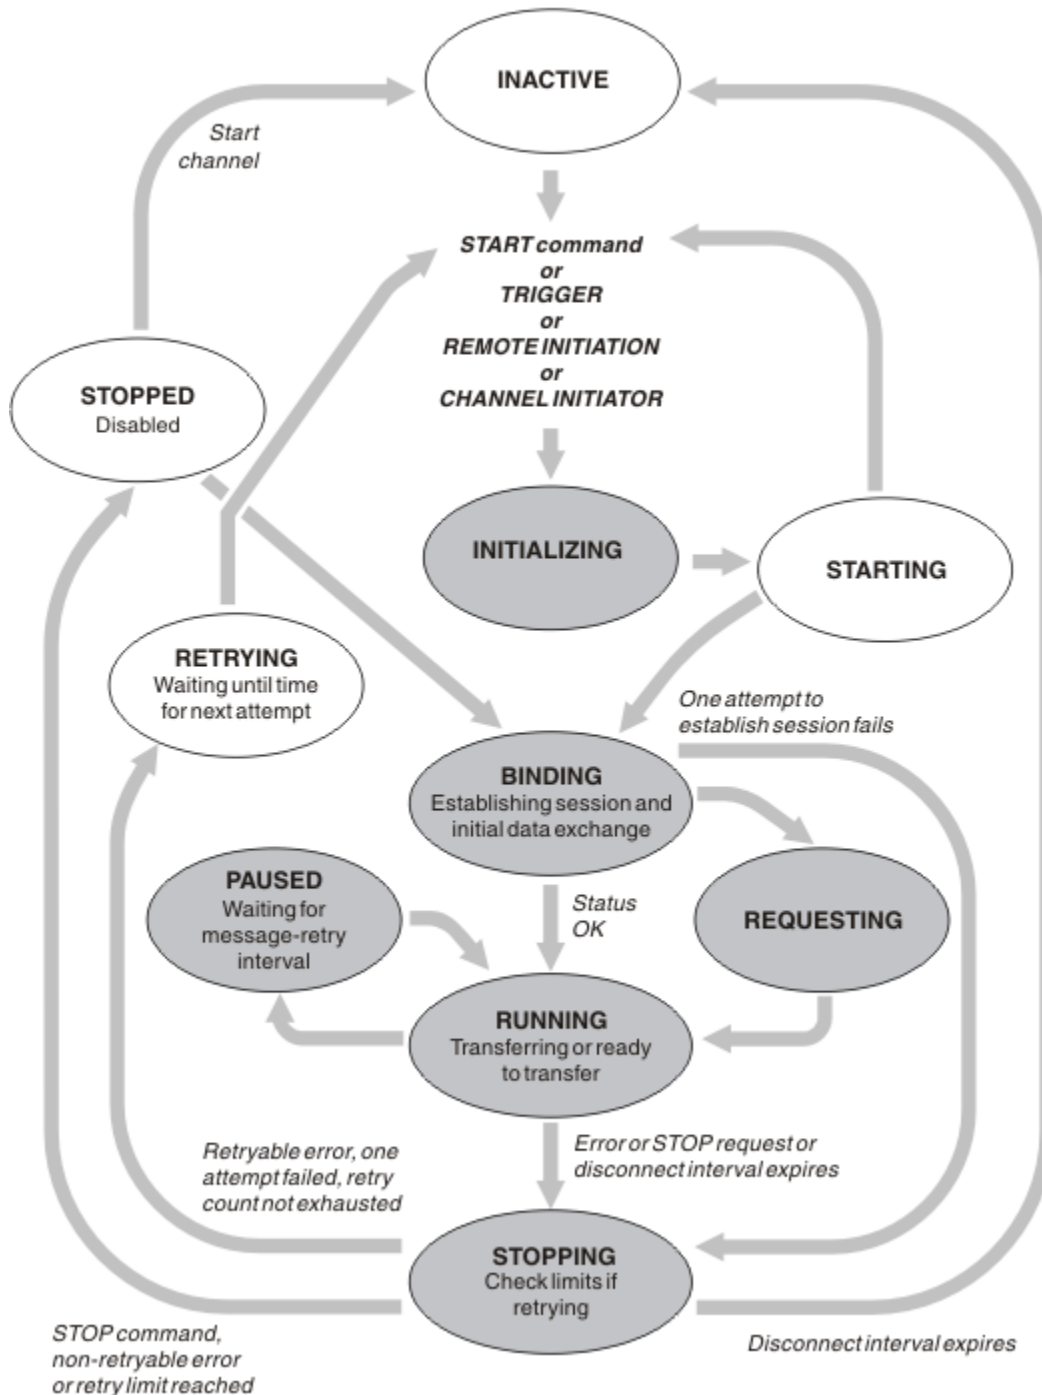 INACTIVE
Start
channel
START command
or
TRIGGER
or
REMOTE INITIATION
or
CHANNEL INITIATOR
STOPPED
Disabled
INITIALIZING
STARTING
RETRYING
Waiting until time
for next attempt
One attempt to
establish session fails
BINDING
Establishing session and
initial data exchange
PAUSED
Waiting for
message-retry
interval
Status
OK
REQUESTING
RUNNING
Transferring or ready
to transfer
Retryable error, one
attempt failed, retry
count not exhausted
Error or STOP request or
disconnect interval expires
STOPPING
Check limits if
retrying
STOP command,
non-retryable error
or retry limit reached
Disconnect interval expires